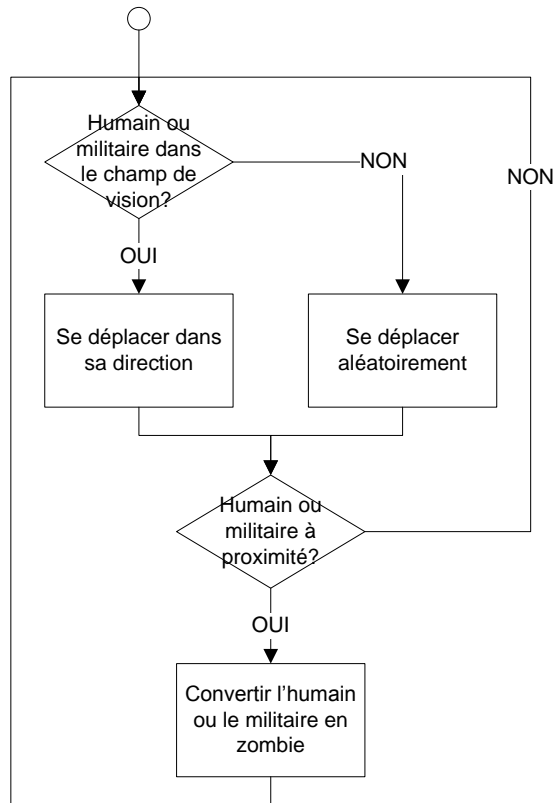 Humain ou
militaire dans
le champ de
vision?
NON
NON
OUI
Se déplacer dans
sa direction
Se déplacer
aléatoirement
Humain ou
militaire à
proximité?
OUI
Convertir l'humain
ou le militaire en
zombie